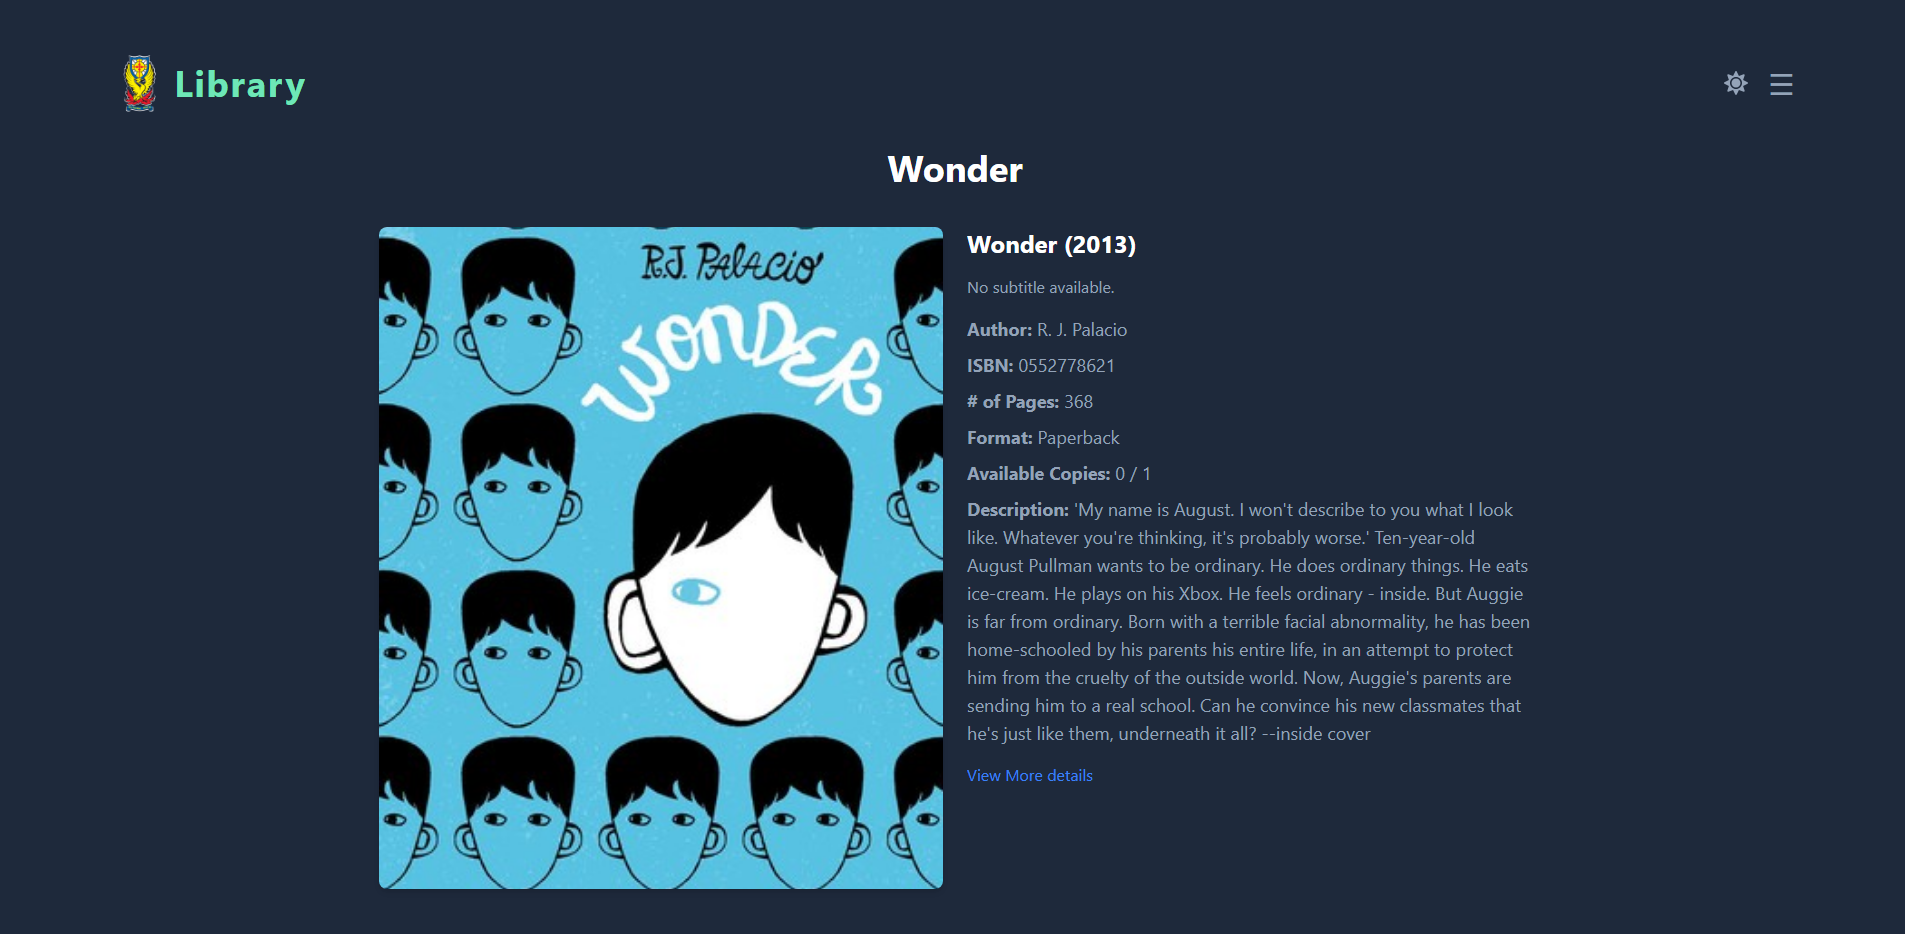 Library
Wonder
R.J. PALACIO
WONDER
Wonder (2013)
No subtitle available.
Author: R. J. Palacio
ISBN: 0552778621
# of Pages: 368
Format: Paperback
Available Copies: 0 / 1
Description: 'My name is August. I won't describe to you what I look
like. Whatever you're thinking, it's probably worse.' Ten-year-old
August Pullman wants to be ordinary. He does ordinary things. He eats
ice-cream. He plays on his Xbox. He feels ordinary - inside. But Auggie
is far from ordinary. Born with a terrible facial abnormality, he has been
home-schooled by his parents his entire life, in an attempt to protect
him from the cruelty of the outside world. Now, Auggie's parents are
sending him to a real school. Can he convince his new classmates that
he's just like them, underneath it all? --inside cover
View More details